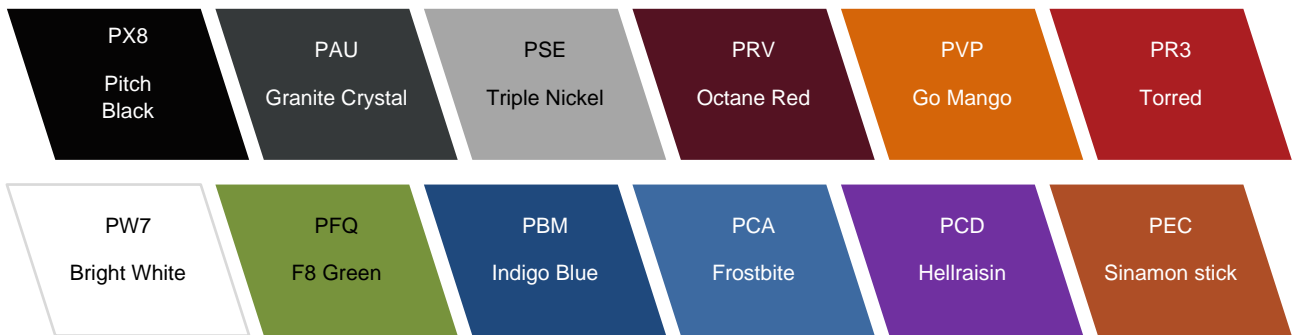 PX8
Pitch
Black
PAU
Granite Crystal
PSE
Triple Nickel
PRV
Octane Red
PVP
Go Mango
PR3
Torred
PW7
Bright White
PFQ
F8 Green
PBM
Indigo Blue
PCA
Frostbite
PCD
Hellraisin
PEC
Sinamon stick